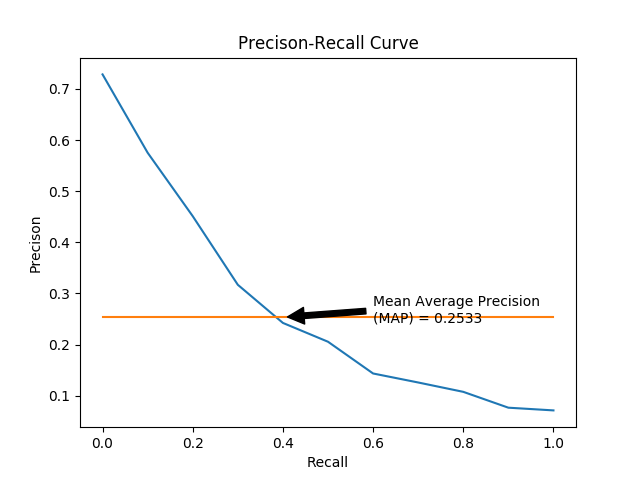 Precison-Recall Curve
Precison
0.7
0.6
0.5
0.4
0.3
0.2
0.1
Mean Average Precision
(MAP) = 0.2533
0.0 0.2 0.4 0.6 0.8 1.0
Recall